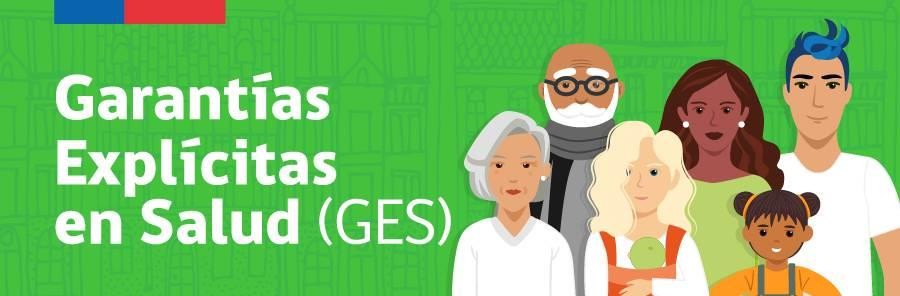 Garantías
Explícitas
en Salud (GES)